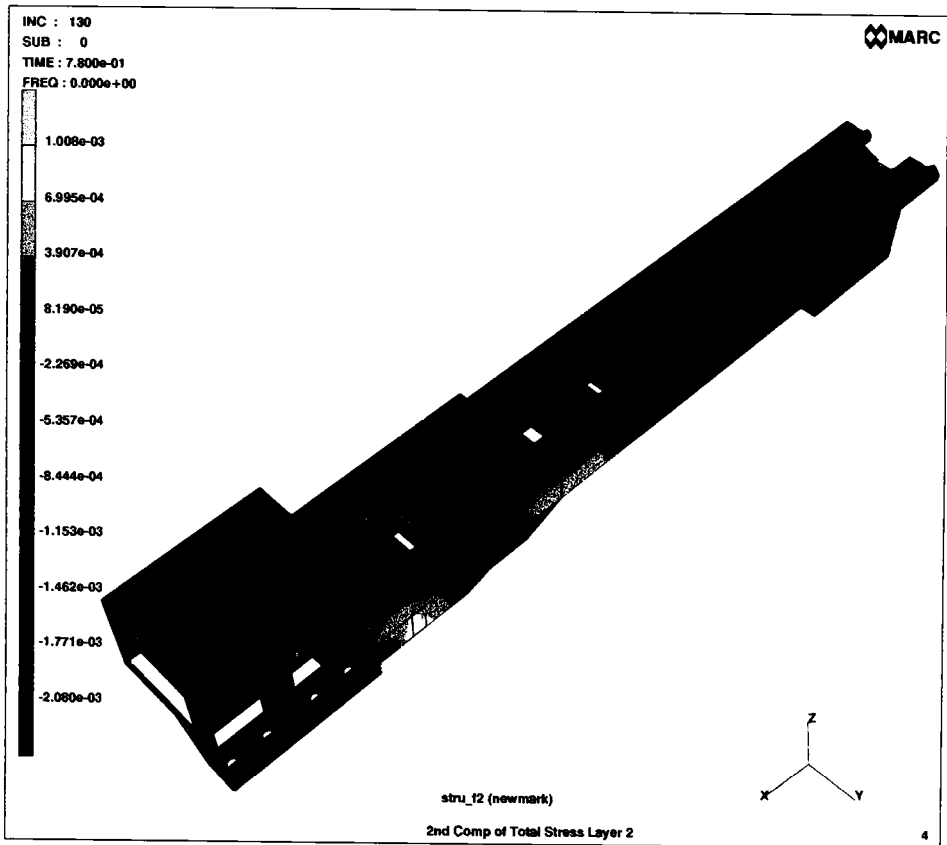 INC : 130
SUB : 0
TIME : 7.800e-01
FREQ : 0.000e+00
MARC
1.008e-03
6.995e-04
3.907e-04
8.190e-05
-2.269e-04
-5.357e-04
-8.444e-04
-1.153e-03
-1.462e-03
-1.771e-03
-2.080e-03
Z
X
Y
stru_f2 (newmark)
2nd Comp of Total Stress Layer 2
4